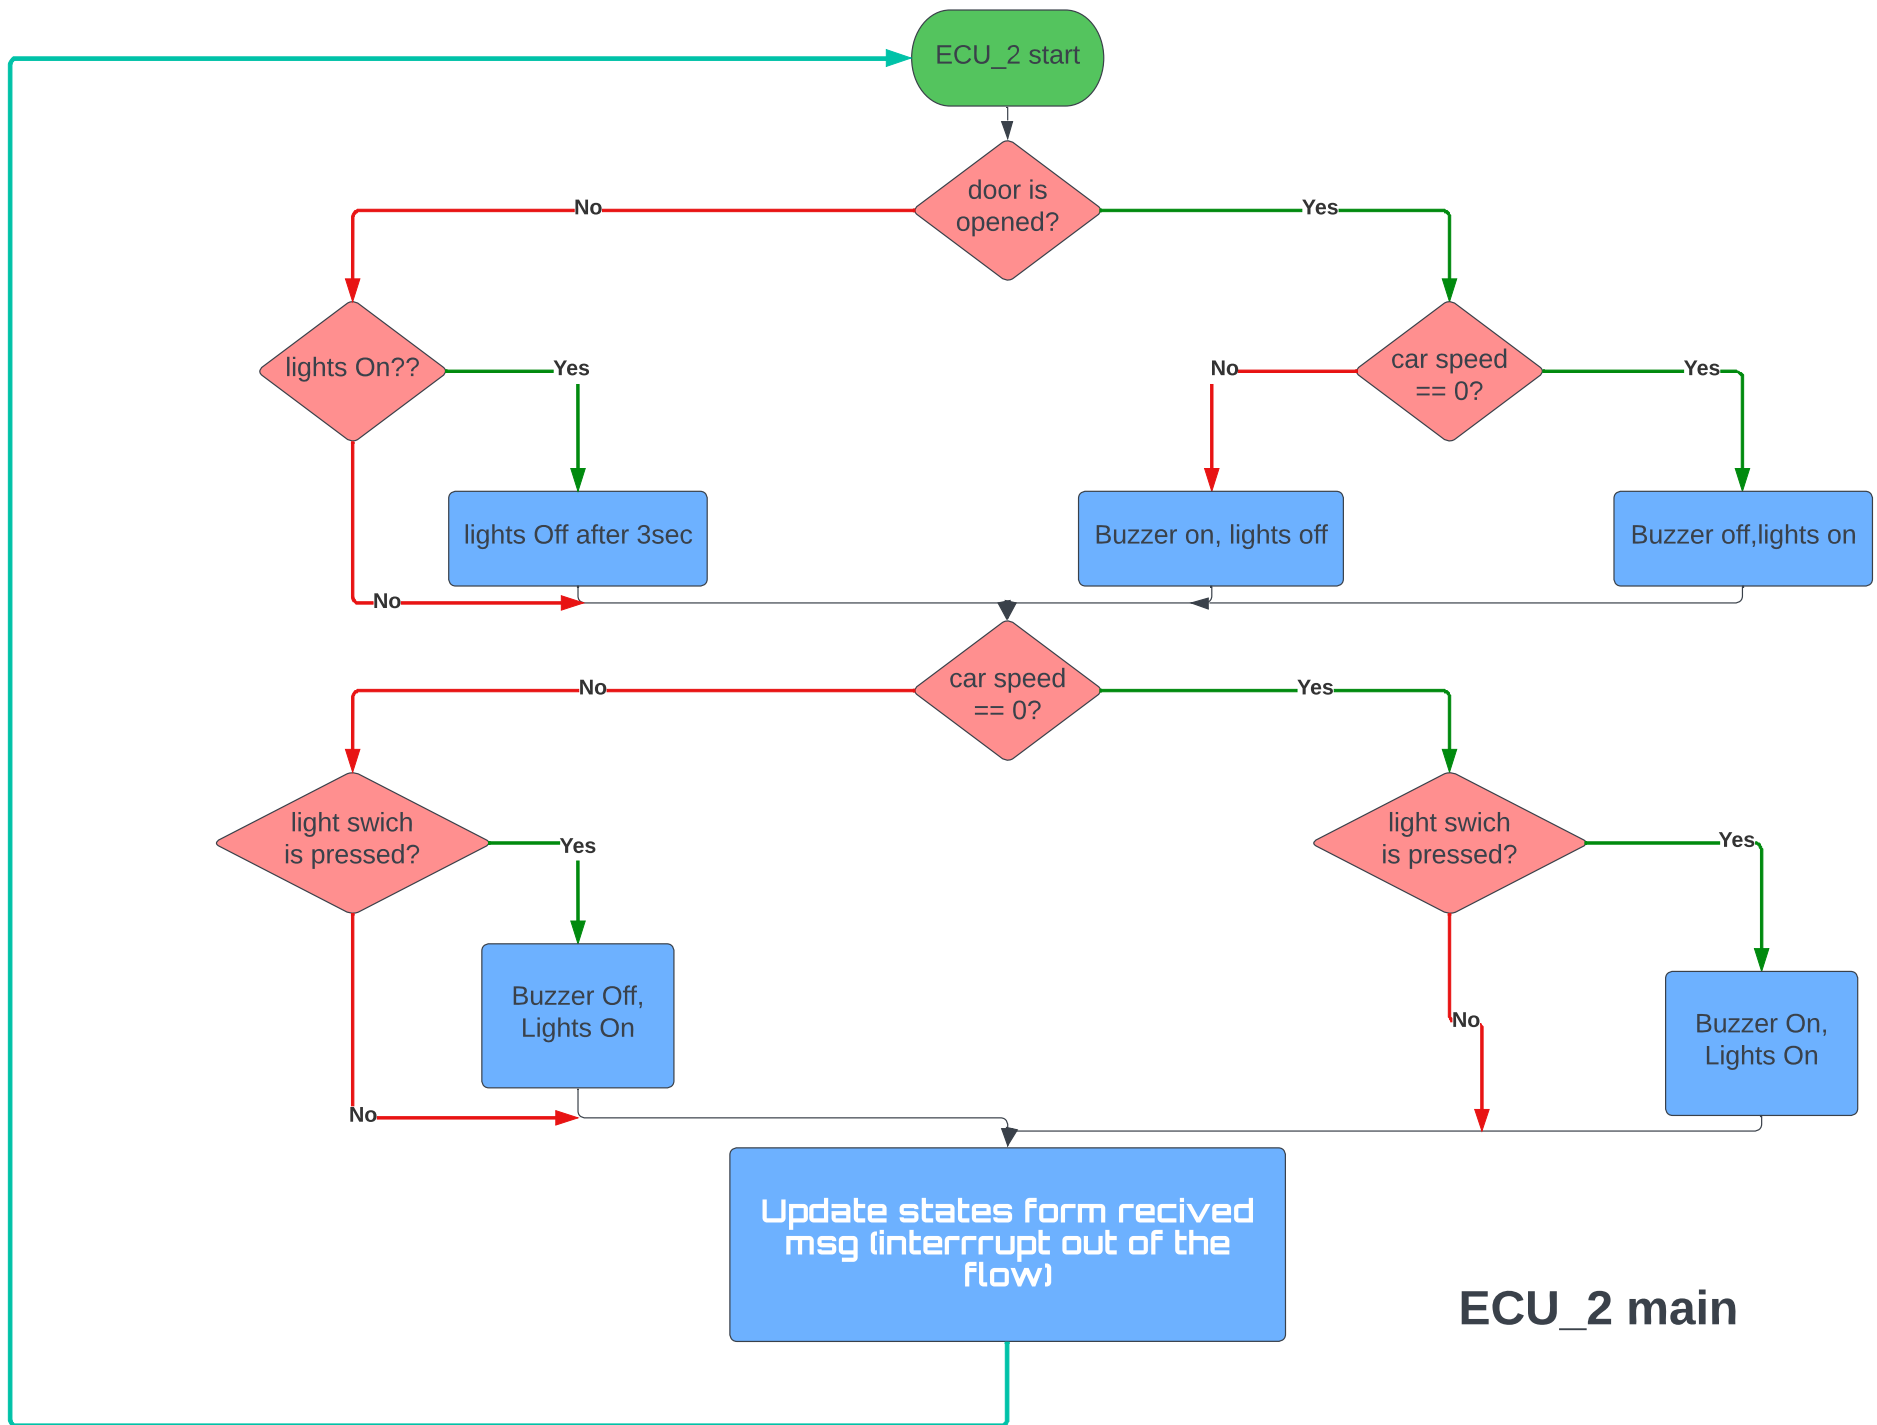 ECU_2 start
door is
opened?
No
Yes
lights On??
Yes
No
car speed
== 0?
Yes
lights Off after 3sec
Buzzer on, lights off
Buzzer off,lights on
No
car speed
== 0?
No
Yes
light swich
is pressed?
Yes
light swich
is pressed?
Yes
Buzzer Off,
Lights On
No
Buzzer On,
Lights On
No
Update states form recived
msg (interrrupt out of the
flow)
ECU_2 main